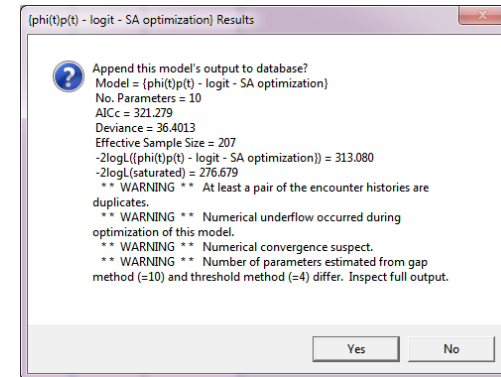 {phi(t)p(t) - logit - SA optimization} Results
Append this model's output to database?
Model = {phi(t)p(t) - logit - SA optimization}
No. Parameters = 10
AICc = 321.279
Deviance = 36.4013
Effective Sample Size = 207
-2logL({phi(t)p(t) - logit - SA optimization}) = 313.080
-2logL(saturated) = 276.679
* * WARNING * * At least a pair of the encounter histories are
duplicates.
* * WARNING * * Numerical underflow occurred during
optimization of this model.
* * WARNING * * Numerical convergence suspect.
* * WARNING * * Number of parameters estimated from gap
method (=10) and threshold method (=4) differ. Inspect full output.
Yes
No